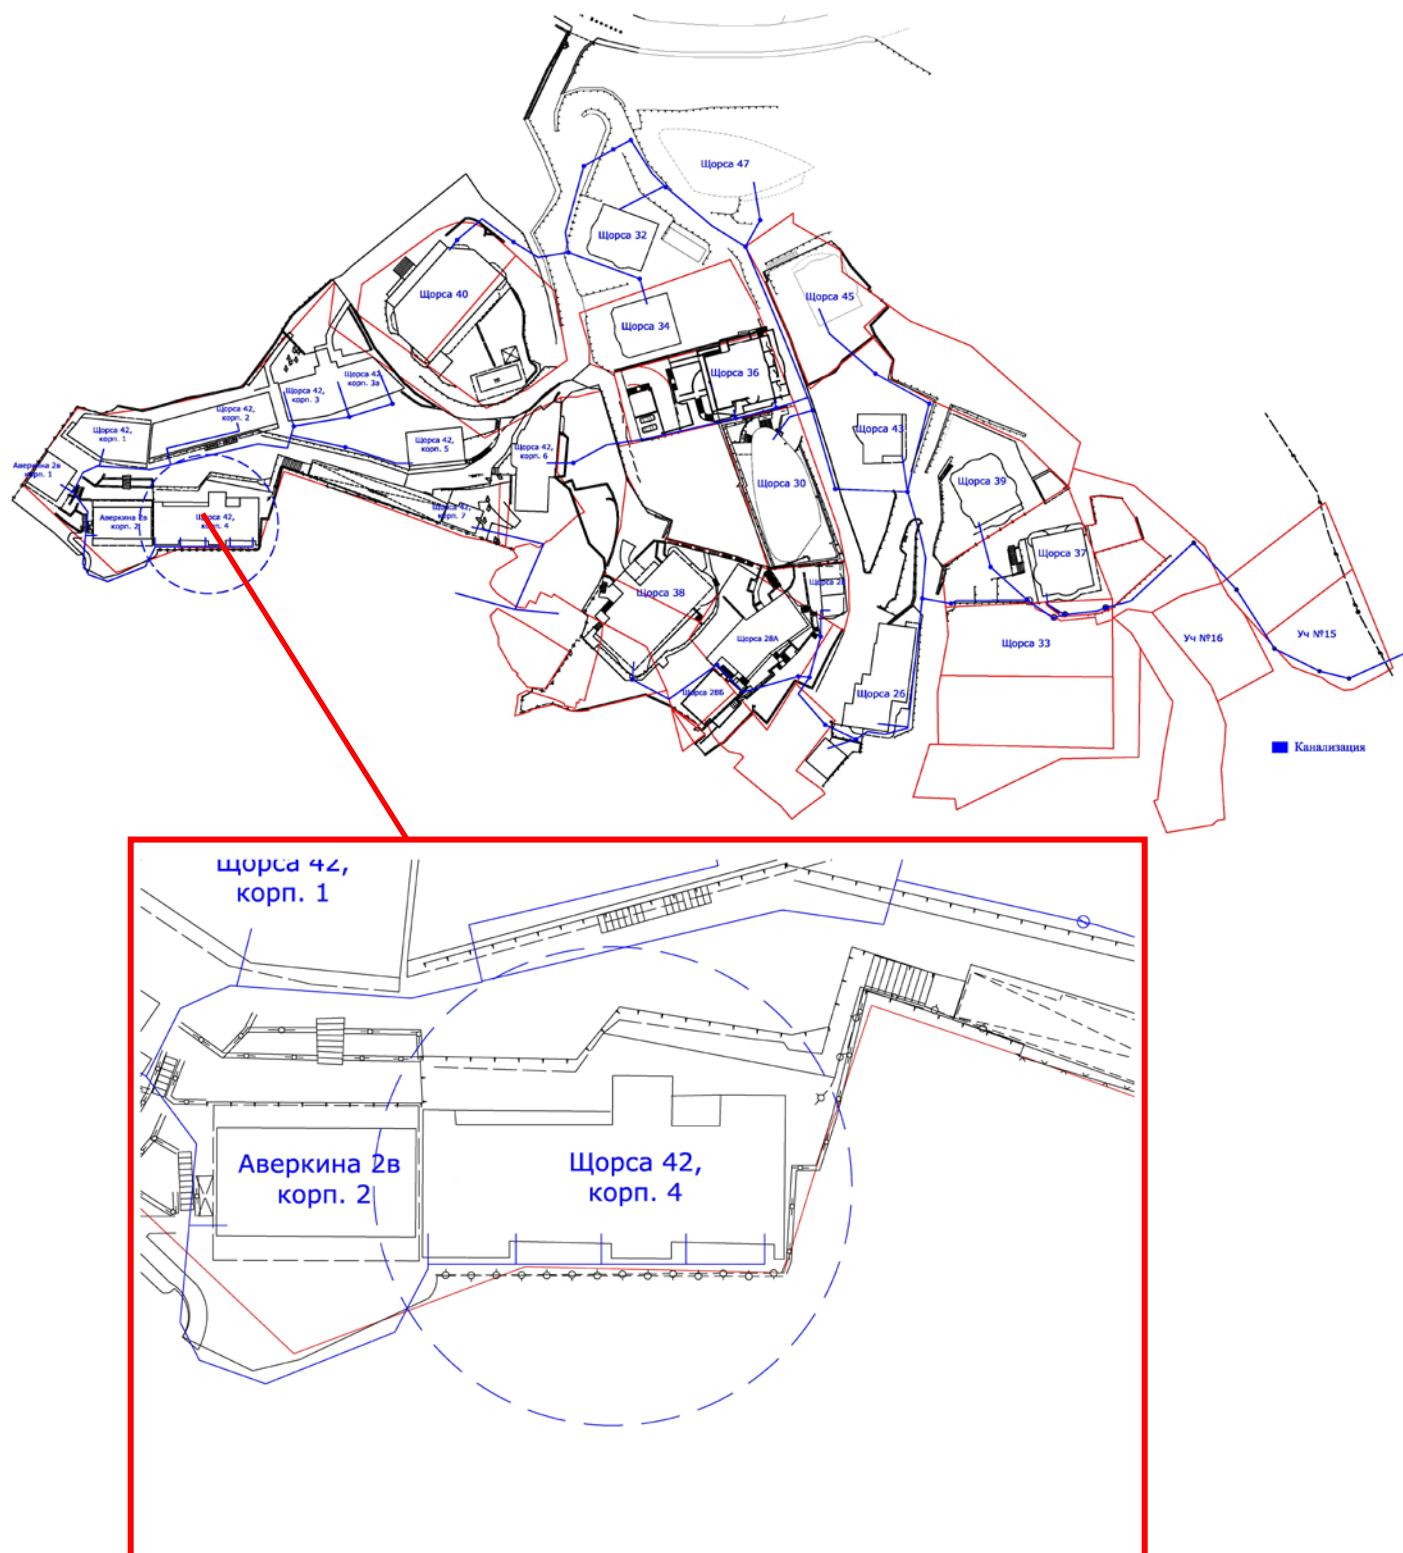 Щорса 47
Щорса 32
Щорса 40
Щорса 45
Щорса 34
Щорса 36
Щорса 42,
корп. 3а
Щорса 42,
корп. 3
Щорса 42,
корп. 2
Щорса 42,
корп. 1
Щорса 42,
корп. 5
Щорса 42,
корп. 6
Щорса 43
Аверкина 2в
корп. 1
Щорса 30
Щорса 39
Щорса 42,
корп. 7
Аверкина 2в
корп. 2
Щорса 42,
корп. 4
Щорса 37
Щорса 38
Щорса 28А
Щорса 28Б
Щорса 26
Щорса 33
Уч №16
Уч №15
Канализация
Щорса 42,
корп. 1
Аверкина 2в
корп. 2
Щорса 42,
корп. 4